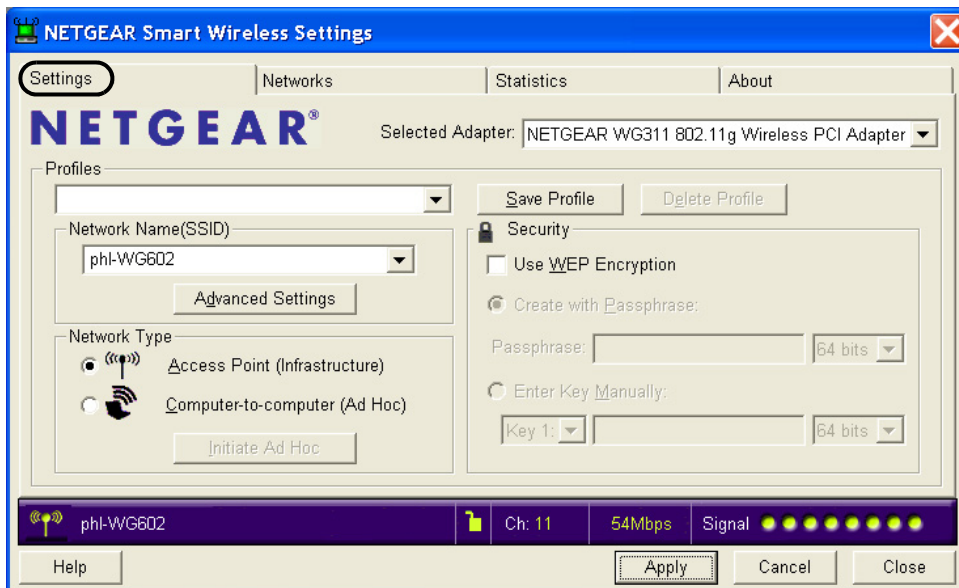 NETGEAR Smart Wireless Settings
Settings
Networks
Statistics
About
NETGEAR®
Selected Adapter: NETGEAR WG311 802.11g Wireless PCI Adapter
Profiles
Save Profile
Delete Profile
Network Name(SSID)
phl-WG602
Advanced Settings
Network Type
Access Point (Infrastructure)
Computer-to-computer (Ad Hoc)
Initiate Ad Hoc
Security
Use WEP Encryption
Create with Passphrase:
Passphrase: 64 bits
Enter Key Manually:
Key 1: 64 bits
phl-WG602 Ch: 11 54Mbps Signal
Help Apply Cancel Close